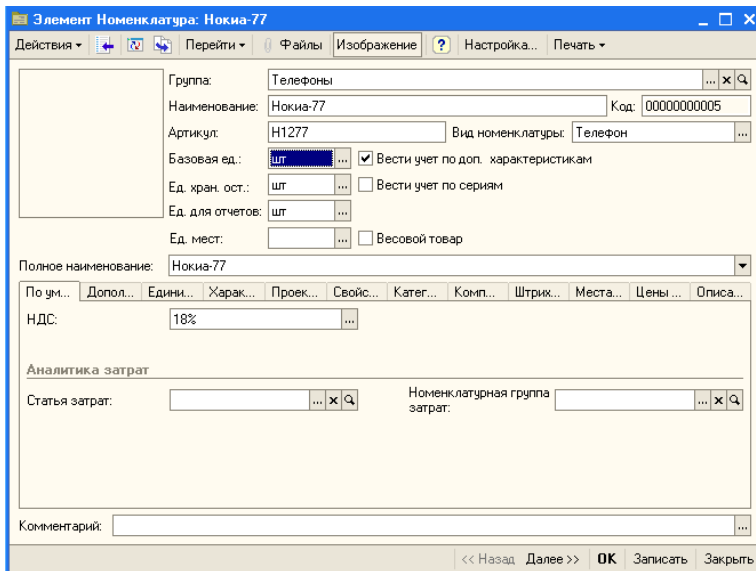 Элемент Номенклатура: Нокиа-77
Действия Перейти Файлы Изображение ? Настройка... Печать
Группа: Телефоны ...
Наименование: Нокиа-77 Код: 00000000005
Артикул: Н1277 Вид номенклатуры: Телефон ...
Базовая ед.: шт ... Вести учет по доп. характеристикам
Ед. хран. ост.: шт ... Вести учет по сериям
Ед. для отчетов: шт ...
Ед. мест: ... Весовой товар
Полное наименование: Нокиа-77
По ум... Допол... Едини... Харак... Проек... Свойс... Катег... Комп... Штрих... Места... Цены ... Описа...
НДС: 18% ...
Аналитика затрат
Статья затрат: ... Номенклатурная группа затрат: ...
Комментарий: ...
<< Назад Далее >> OK Записать Закрыть